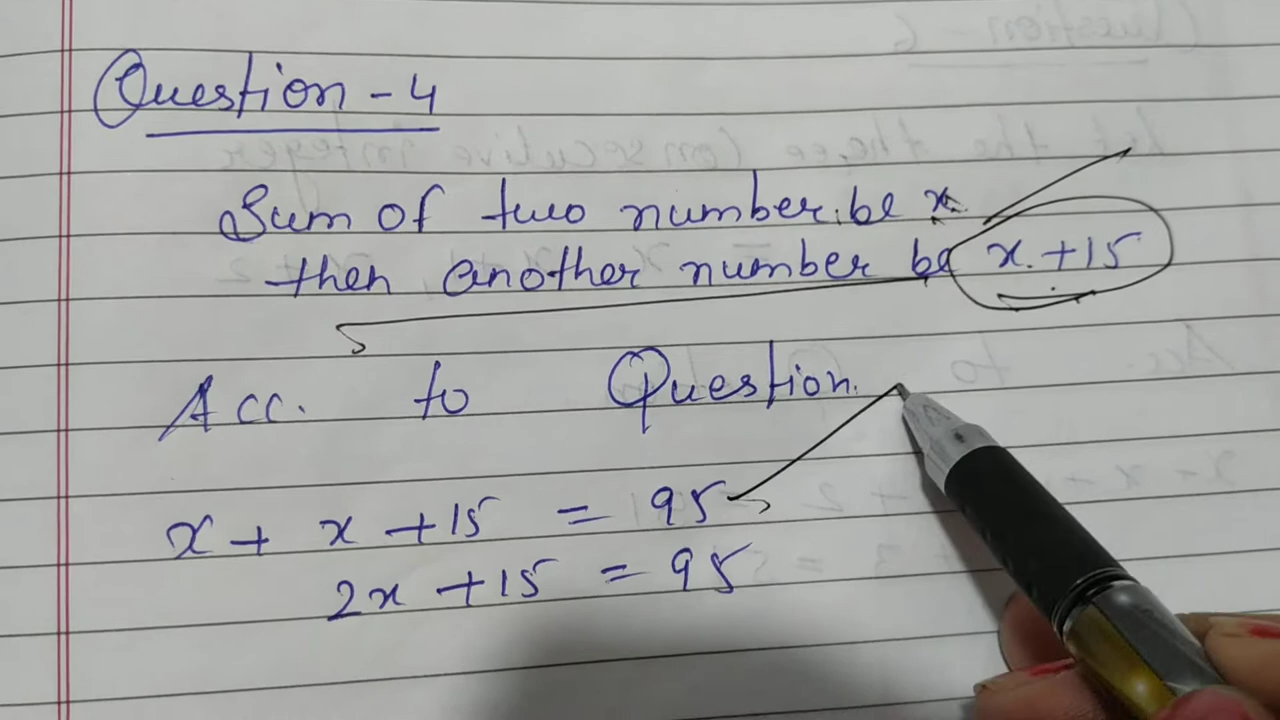 Question - 4
Sum of two number be x.
then another number be x + 15
Acc. to Question.
x + x + 15 = 95
2x + 15 = 95